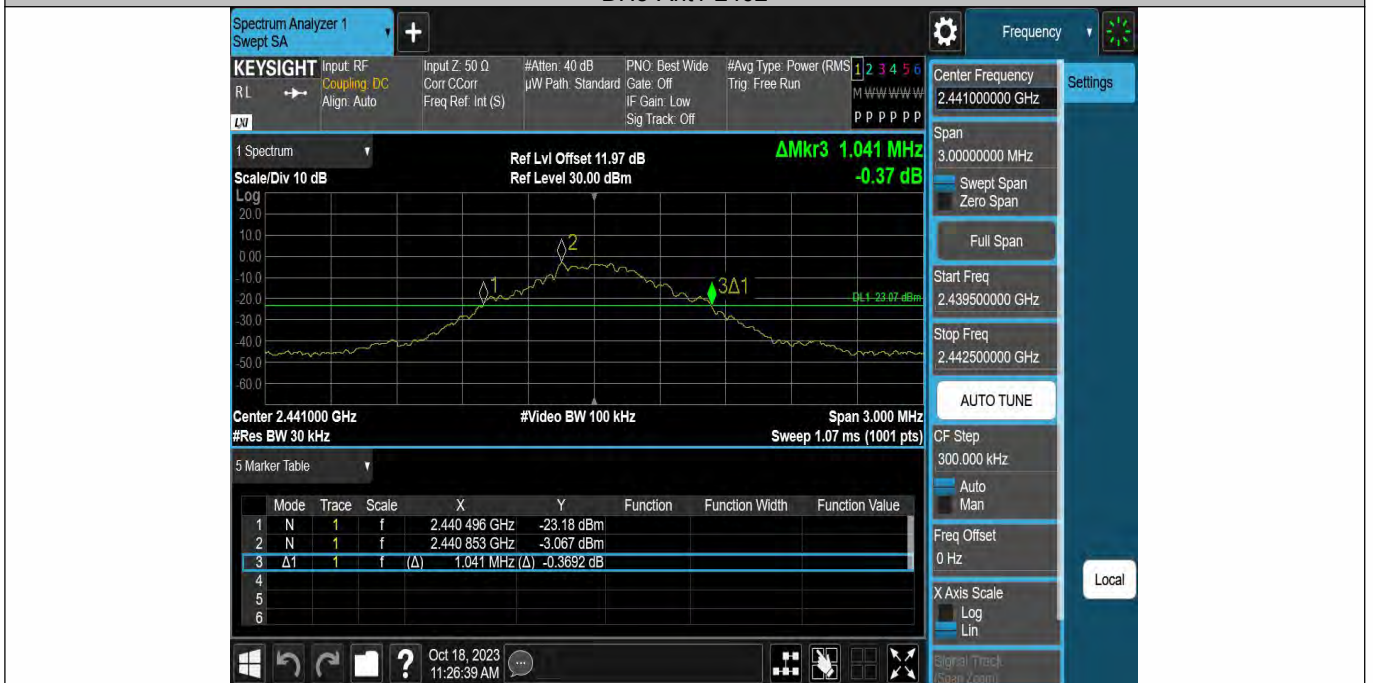 Spectrum Analyzer 1
Swept SA
+
Frequency
KEYSIGHT
RL
LXI
Input: RF
Coupling: DC
Align: Auto
Input Z: 50 Ω
Corr CCorr
Freq Ref: Int (S)
#Atten: 40 dB
µW Path: Standard
PNO: Best Wide
Gate: Off
IF Gain: Low
Sig Track: Off
#Avg Type: Power (RMS
Trig: Free Run
1 2 3 4 5 6
M W W W W W
P P P P P P
Center Frequency
2.441000000 GHz
Settings
Span
3.00000000 MHz
Swept Span
Zero Span
Full Span
Start Freq
2.439500000 GHz
Stop Freq
2.442500000 GHz
AUTO TUNE
CF Step
300.000 kHz
Auto
Man
Freq Offset
0 Hz
X Axis Scale
Log
Lin
Signal Track
(Span Zoom)
Local
1 Spectrum
Scale/Div 10 dB
Ref Lvl Offset 11.97 dB
Ref Level 30.00 dBm
ΔMkr3 1.041 MHz
-0.37 dB
Log
20.0
10.0
0.00
-10.0
-20.0
-30.0
-40.0
-50.0
-60.0
1
2
3Δ1
DL1 -23.07 dBm
Center 2.441000 GHz
#Video BW 100 kHz
Span 3.000 MHz
#Res BW 30 kHz
Sweep 1.07 ms (1001 pts)
5 Marker Table
Mode Trace Scale X Y Function Function Width Function Value
1 N 1 f 2.440 496 GHz -23.18 dBm
2 N 1 f 2.440 853 GHz -3.067 dBm
3 Δ1 1 f (Δ) 1.041 MHz (Δ) -0.3692 dB
4
5
6
?
Oct 18, 2023
11:26:39 AM